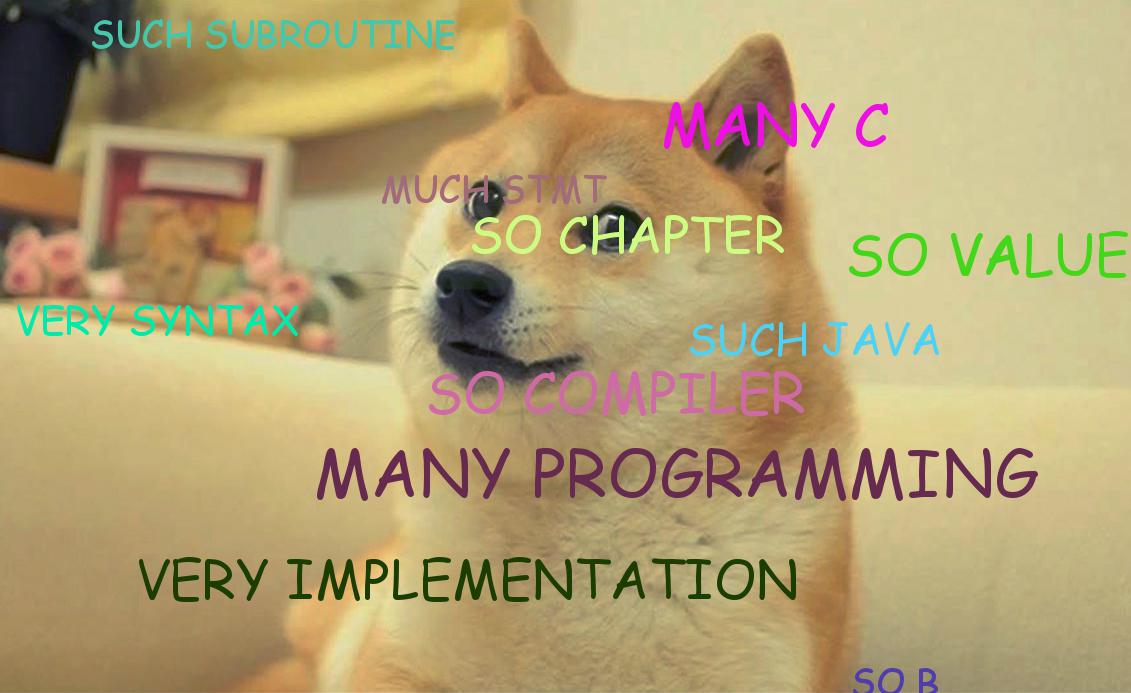 SUCH SUBROUTINE
MANY C
MUCH STMT
SO CHAPTER
SO VALUE
VERY SYNTAX
SUCH JAVA
SO COMPILER
MANY PROGRAMMING
VERY IMPLEMENTATION
SO B